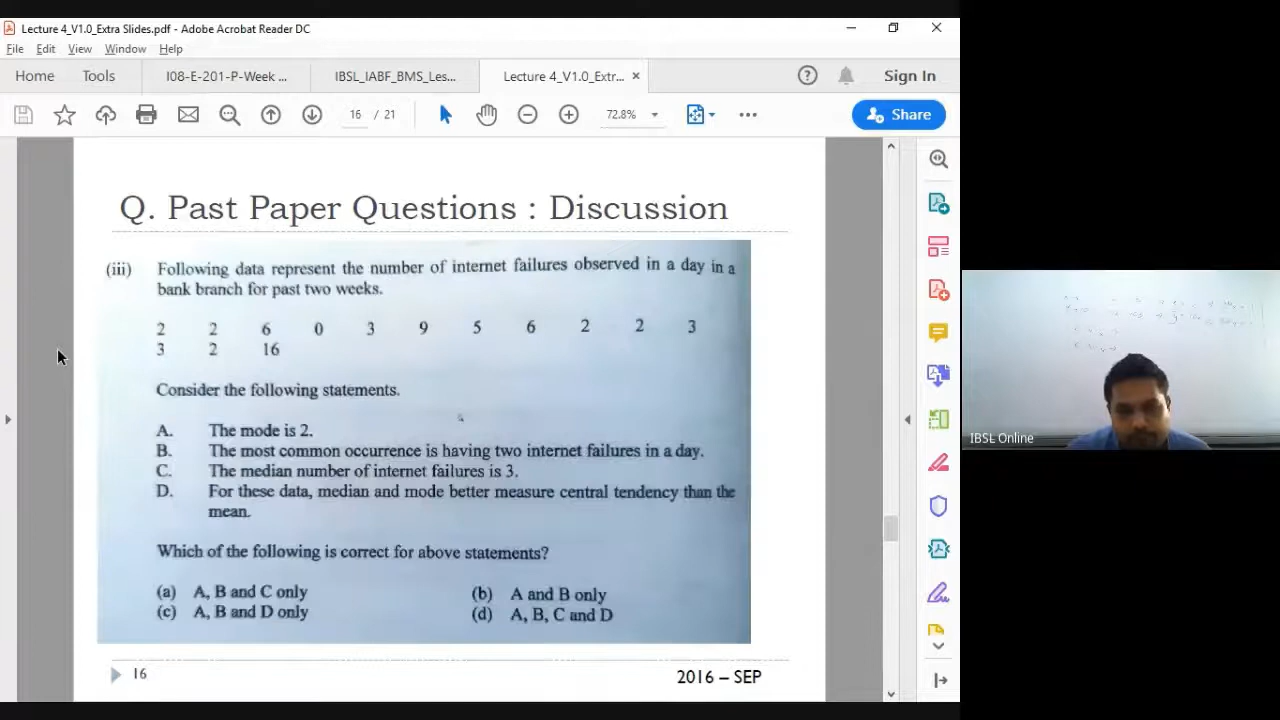 Lecture 4_V1.0_Extra Slides.pdf - Adobe Acrobat Reader DC
File Edit View Window Help
Home Tools I08-E-201-P-Week ... IBSL_IABF_BMS_Les... Lecture 4_V1.0_Extr... × Sign In
16 / 21 72.8% Share
Q. Past Paper Questions : Discussion
(iii) Following data represent the number of internet failures observed in a day in a
bank branch for past two weeks.
2 2 6 0 3 9 5 6 2 2 3
3 2 16
Consider the following statements.
A. The mode is 2.
B. The most common occurrence is having two internet failures in a day.
C. The median number of internet failures is 3.
D. For these data, median and mode better measure central tendency than the
mean.
Which of the following is correct for above statements?
(a) A, B and C only (b) A and B only
(c) A, B and D only (d) A, B, C and D
16 2016 – SEP
IBSL Online